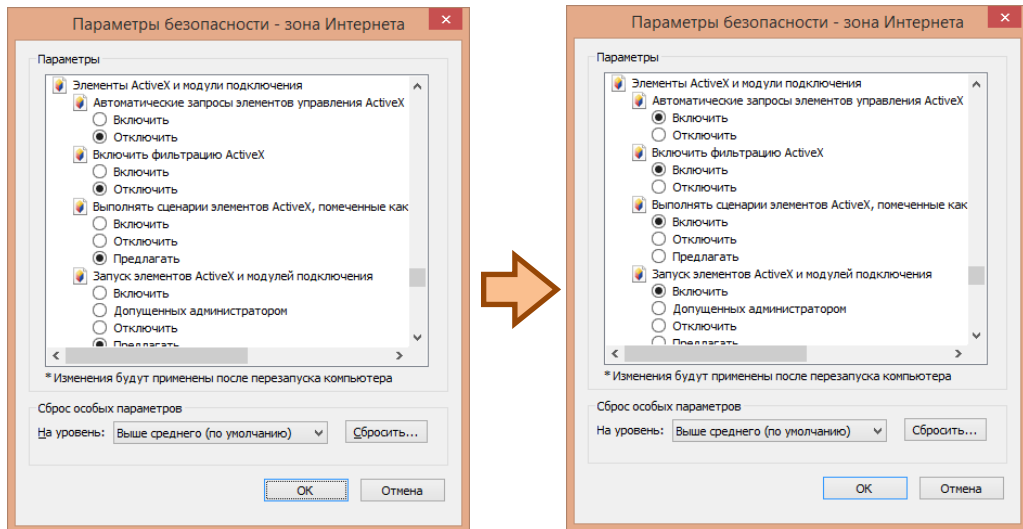 Параметры безопасности - зона Интернета
Параметры
Элементы ActiveX и модули подключения
Автоматические запросы элементов управления ActiveX
Включить
Отключить
Включить фильтрацию ActiveX
Включить
Отключить
Выполнять сценарии элементов ActiveX, помеченные как
Включить
Отключить
Предлагать
Запуск элементов ActiveX и модулей подключения
Включить
Допущенных администратором
Отключить
Предлагать
* Изменения будут применены после перезапуска компьютера
Сброс особых параметров
На уровень: Выше среднего (по умолчанию) Сбросить...
OK Отмена
Параметры безопасности - зона Интернета
Параметры
Элементы ActiveX и модули подключения
Автоматические запросы элементов управления ActiveX
Включить
Отключить
Включить фильтрацию ActiveX
Включить
Отключить
Выполнять сценарии элементов ActiveX, помеченные как
Включить
Отключить
Предлагать
Запуск элементов ActiveX и модулей подключения
Включить
Допущенных администратором
Отключить
Предлагать
* Изменения будут применены после перезапуска компьютера
Сброс особых параметров
На уровень: Выше среднего (по умолчанию) Сбросить...
OK Отмена